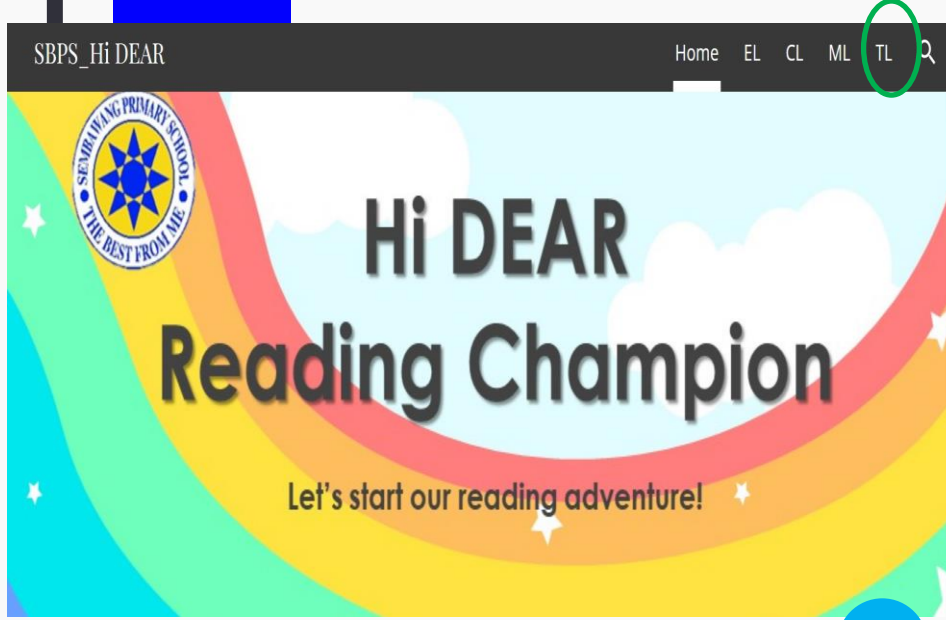 SBPS_Hi DEAR
Home EL CL ML TL
SEMBAWANG PRIMARY SCHOOL
THE BEST FROM ME
Hi DEAR
Reading Champion
Let's start our reading adventure!